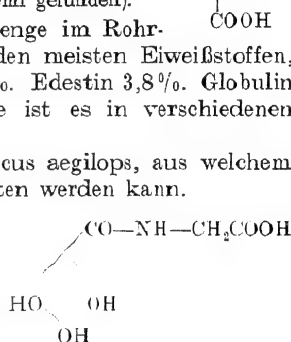 COOH
enge im Rohr-
den meisten Eiweißstoffen,
Edestin 3,8%. Globulin
e ist es in verschiedenen
cus aegilops, aus welchem
ten werden kann.
CO—NH—CH₂COOH
HO OH
OH